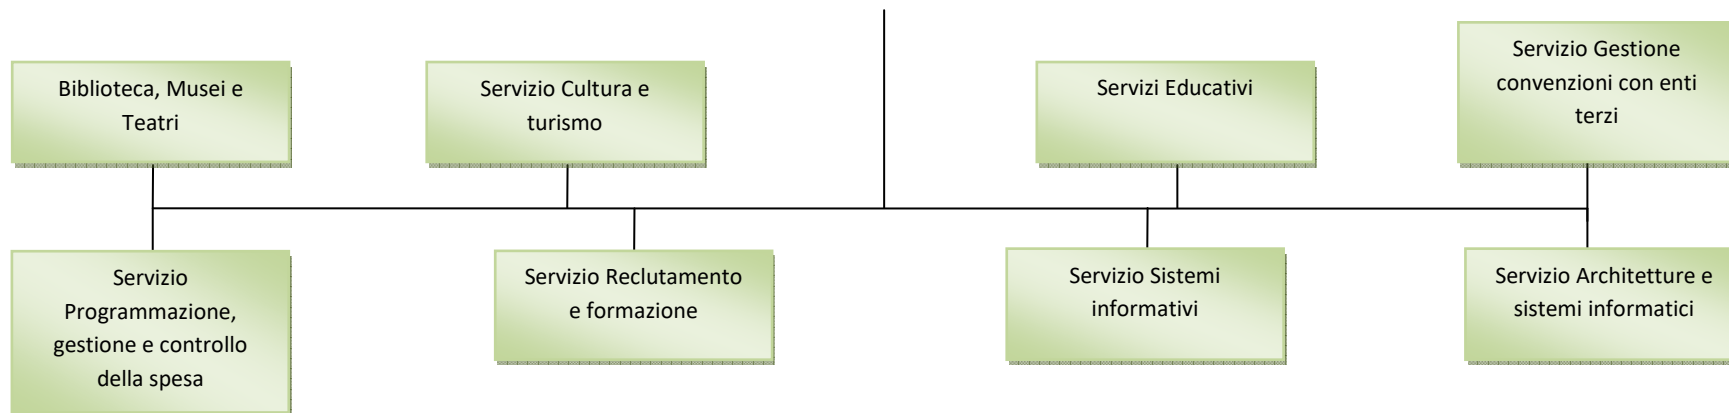 Biblioteca, Musei e
Teatri
Servizio Cultura e
turismo
Servizi Educativi
Servizio Gestione
convenzioni con enti
terzi
Servizio
Programmazione,
gestione e controllo
della spesa
Servizio Reclutamento
e formazione
Servizio Sistemi
informativi
Servizio Architetture e
sistemi informatici